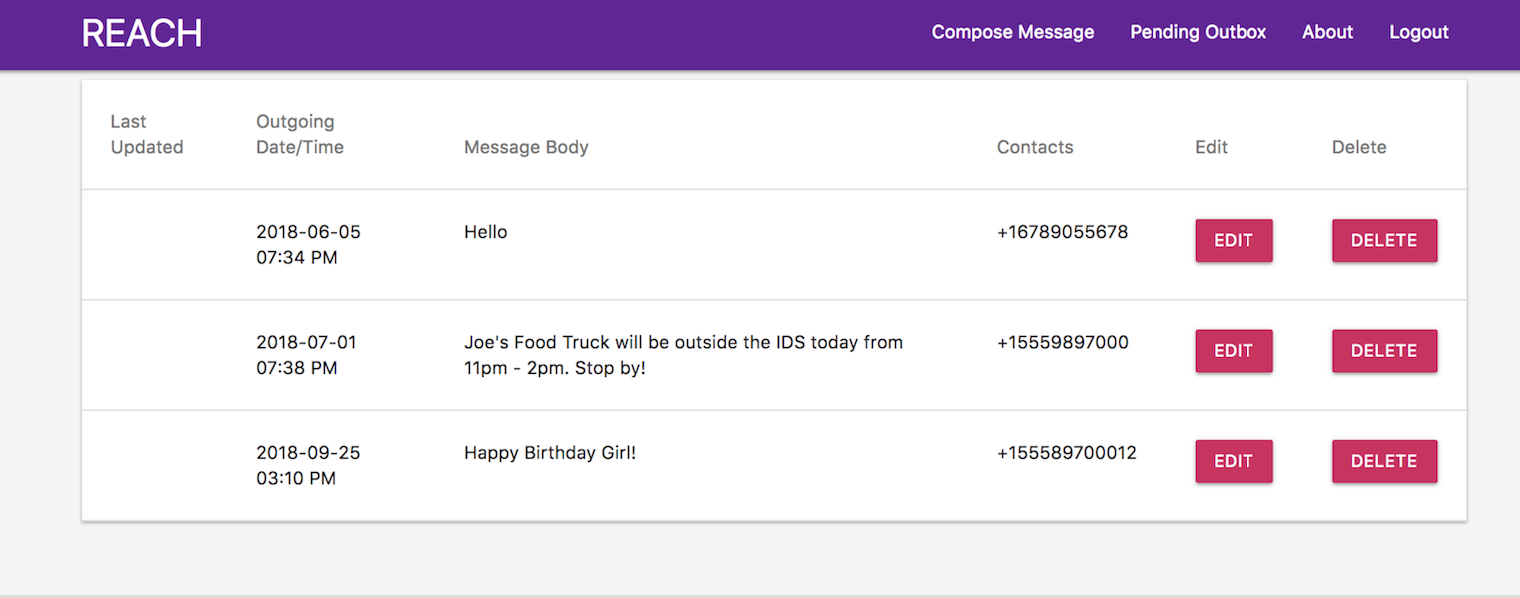 REACH
Compose Message Pending Outbox About Logout
Last Updated
Outgoing Date/Time
Message Body
Contacts
Edit
Delete
2018-06-05
07:34 PM
Hello
+16789055678
EDIT
DELETE
2018-07-01
07:38 PM
Joe's Food Truck will be outside the IDS today from
11pm - 2pm. Stop by!
+15559897000
EDIT
DELETE
2018-09-25
03:10 PM
Happy Birthday Girl!
+155589700012
EDIT
DELETE